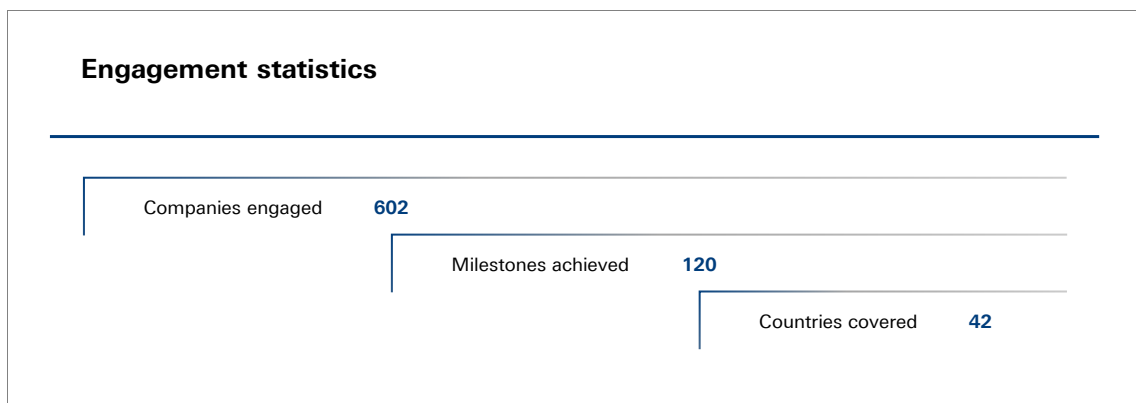 Engagement statistics
Companies engaged 602
Milestones achieved 120
Countries covered 42